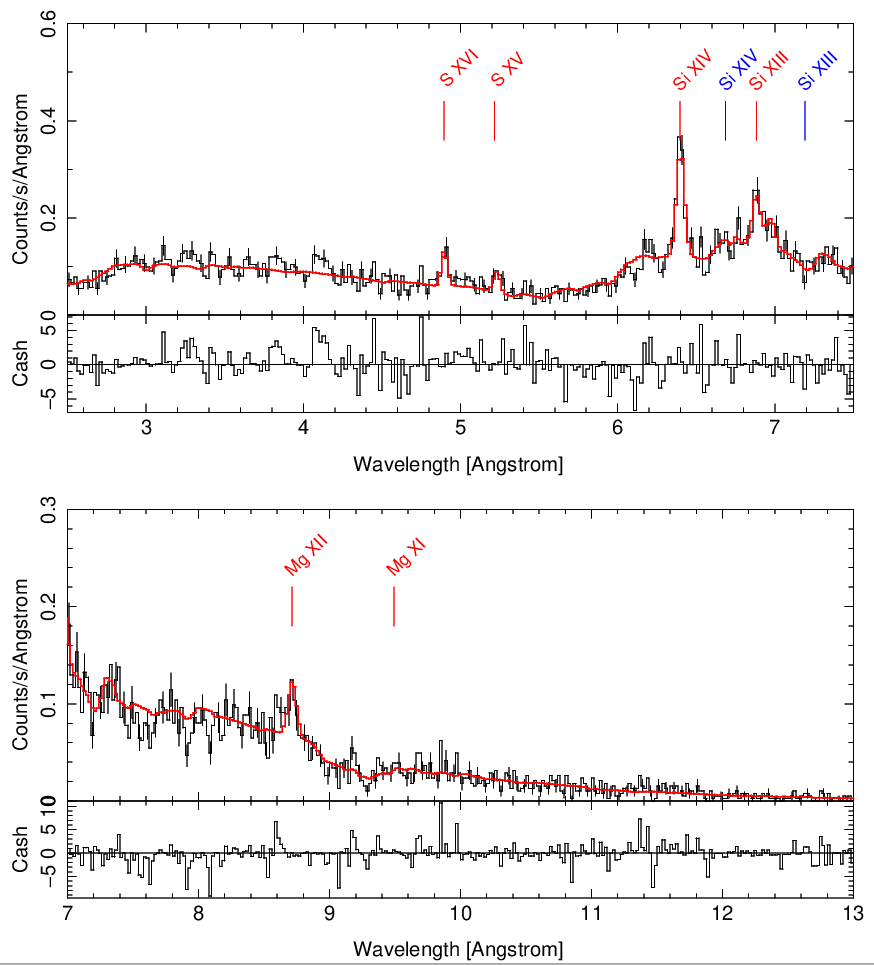 S XVI S XV Si XIV Si XIV Si XIII Si XIII
Counts/s/Angstrom
0.2 0.4 0.6
0
Cash
−5 0 5
3 4 5 6 7
Wavelength [Angstrom]
Mg XII Mg XI
Counts/s/Angstrom
0 0.1 0.2 0.3
Cash
−5 0 5 10
7 8 9 10 11 12 13
Wavelength [Angstrom]